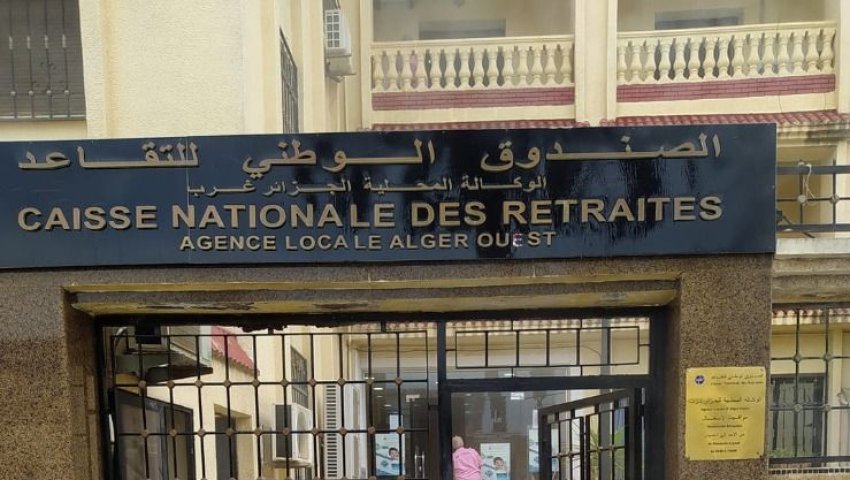 الصندوق الوطني للتقاعد
الوكالة المحلية الجزائر غرب
CAISSE NATIONALE DES RETRAITES
AGENCE LOCALE ALGER OUEST